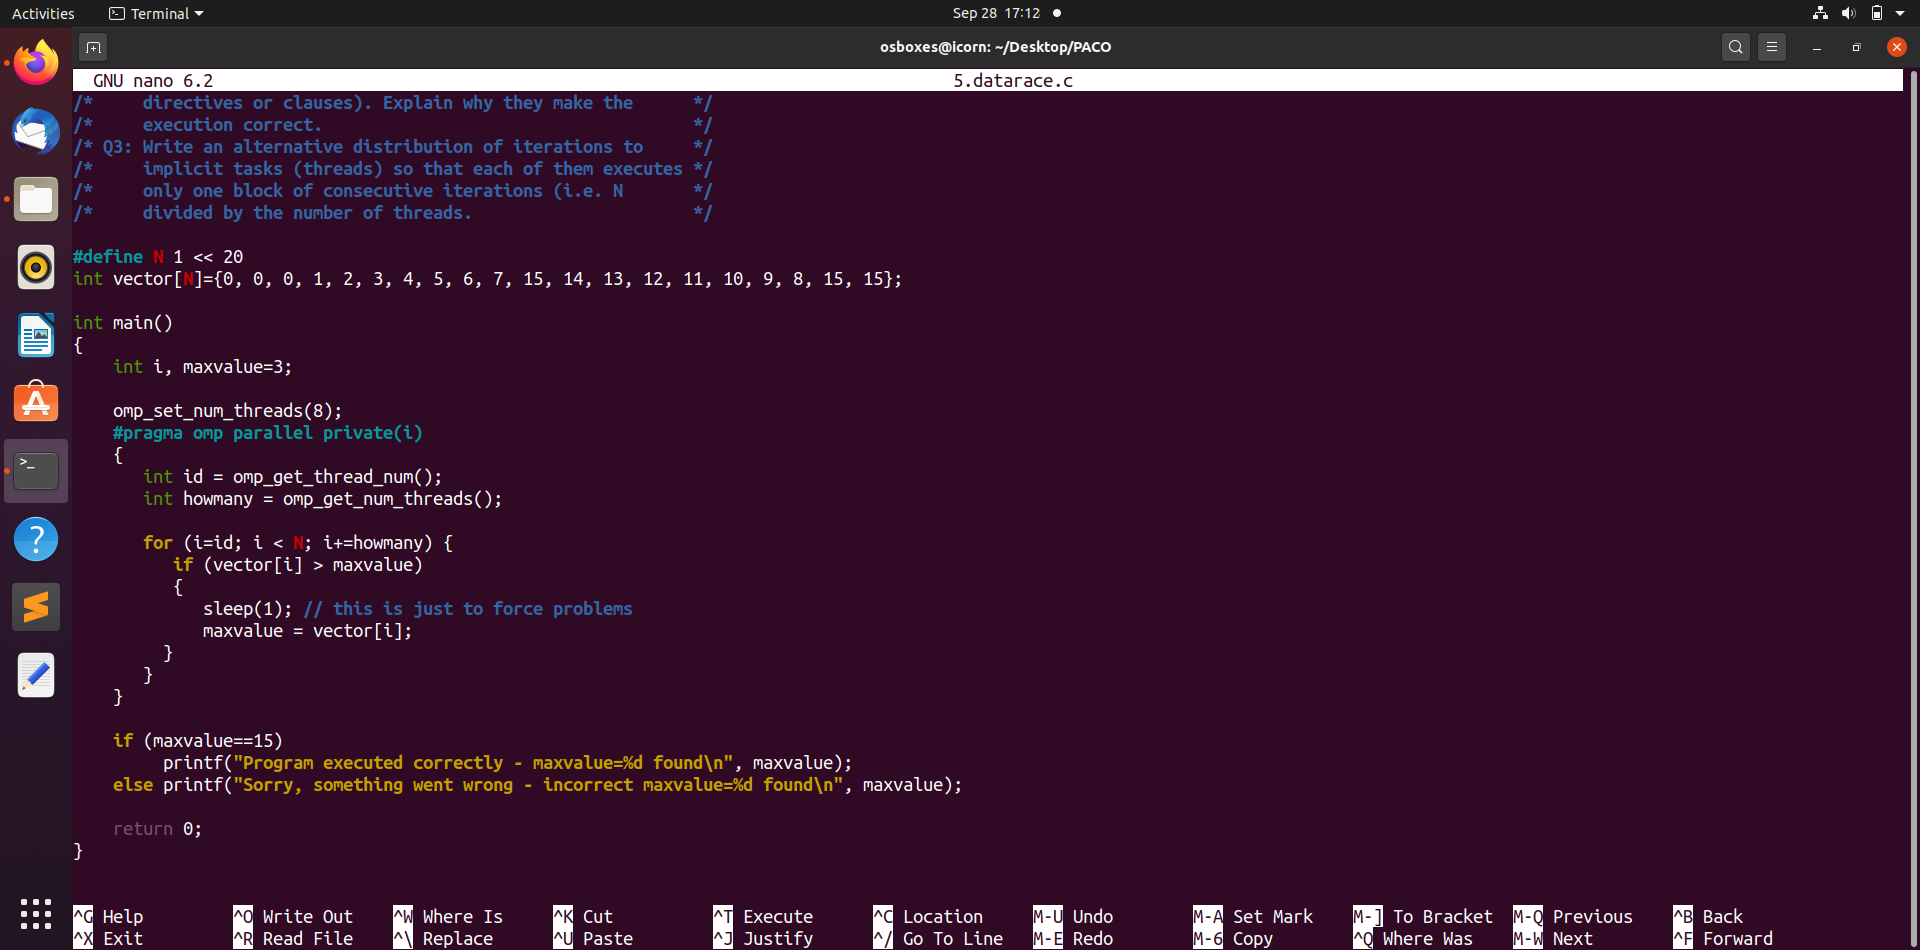 Activities Terminal Sep 28 17:12
osboxes@icorn: ~/Desktop/PACO
GNU nano 6.2 5.datarace.c
/*     directives or clauses). Explain why they make the      */
/*     execution correct.                                     */
/* Q3: Write an alternative distribution of iterations to     */
/*     implicit tasks (threads) so that each of them executes */
/*     only one block of consecutive iterations (i.e. N       */
/*     divided by the number of threads.                      */
#define N 1 << 20
int vector[N]={0, 0, 0, 1, 2, 3, 4, 5, 6, 7, 15, 14, 13, 12, 11, 10, 9, 8, 15, 15};
int main()
{
    int i, maxvalue=3;
    omp_set_num_threads(8);
    #pragma omp parallel private(i)
    {
       int id = omp_get_thread_num();
       int howmany = omp_get_num_threads();
       for (i=id; i < N; i+=howmany) {
          if (vector[i] > maxvalue)
          {
             sleep(1); // this is just to force problems
             maxvalue = vector[i];
         }
       }
    }
    if (maxvalue==15)
         printf("Program executed correctly - maxvalue=%d found\n", maxvalue);
    else printf("Sorry, something went wrong - incorrect maxvalue=%d found\n", maxvalue);
    return 0;
}
^G Help ^O Write Out ^W Where Is ^K Cut ^T Execute ^C Location M-U Undo M-A Set Mark M-] To Bracket M-Q Previous ^B Back
^X Exit ^R Read File ^\ Replace ^U Paste ^J Justify ^/ Go To Line M-E Redo M-6 Copy ^Q Where Was M-W Next ^F Forward